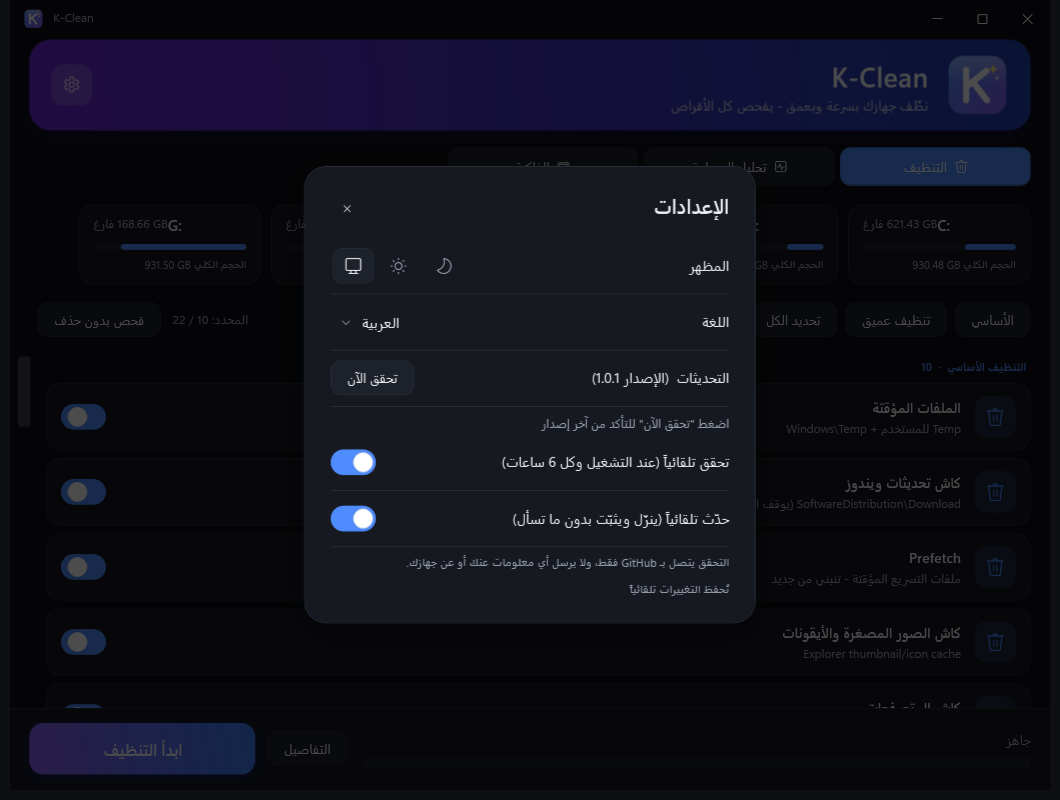 K-Clean
K-Clean
نظّف جهازك بسرعة وبعمق - يفحص كل الأقراص
التنظيف
تحليل
C:
621.43 GB فارغ
الحجم الكلي 930.48 GB
GB
G:
168.66 GB فارغ
الحجم الكلي 931.50 GB
فارغ
الأساسي
تنظيف عميق
تحديد الكل
المحدد: 10 / 22
فحص بدون حذف
التنظيف الأساسي · 10
الملفات المؤقتة
Temp للمستخدم + Windows\Temp
كاش تحديثات ويندوز
SoftwareDistribution\Download (يوقف
Prefetch
ملفات التسريع المؤقتة - تنبني من جديد
كاش الصور المصغرة والأيقونات
Explorer thumbnail/icon cache
الإعدادات
×
المظهر
اللغة
العربية
التحديثات (الإصدار 1.0.1)
تحقق الآن
اضغط "تحقق الآن" للتأكد من آخر إصدار
تحقق تلقائياً (عند التشغيل وكل 6 ساعات)
حدّث تلقائياً (ينزّل ويثبّت بدون ما تسأل)
التحقق يتصل بـ GitHub فقط، ولا يرسل أي معلومات عنك أو عن جهازك.
تُحفظ التغييرات تلقائياً
جاهز
التفاصيل
ابدأ التنظيف